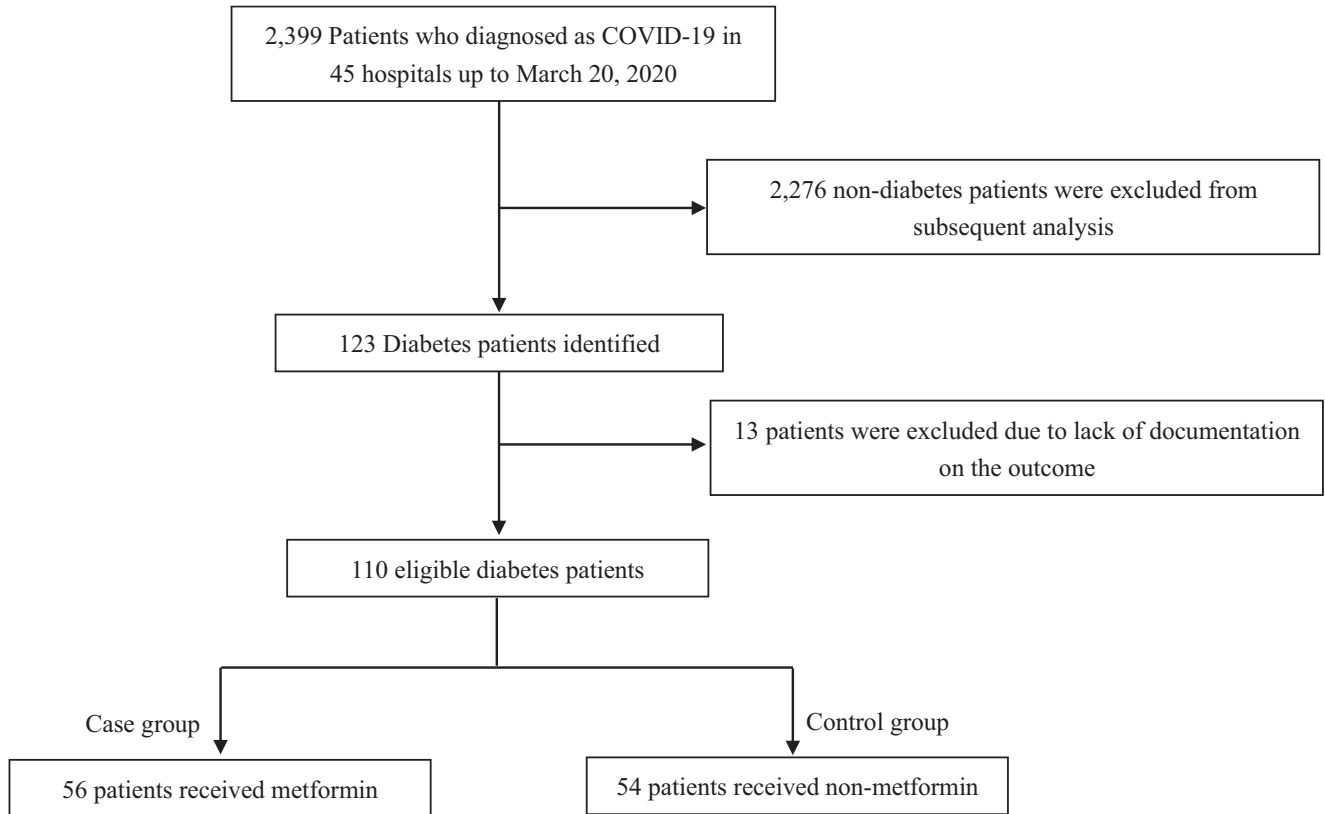 2,399 Patients who diagnosed as COVID-19 in
45 hospitals up to March 20, 2020
2,276 non-diabetes patients were excluded from
subsequent analysis
123 Diabetes patients identified
13 patients were excluded due to lack of documentation
on the outcome
110 eligible diabetes patients
Case group
Control group
56 patients received metformin
54 patients received non-metformin